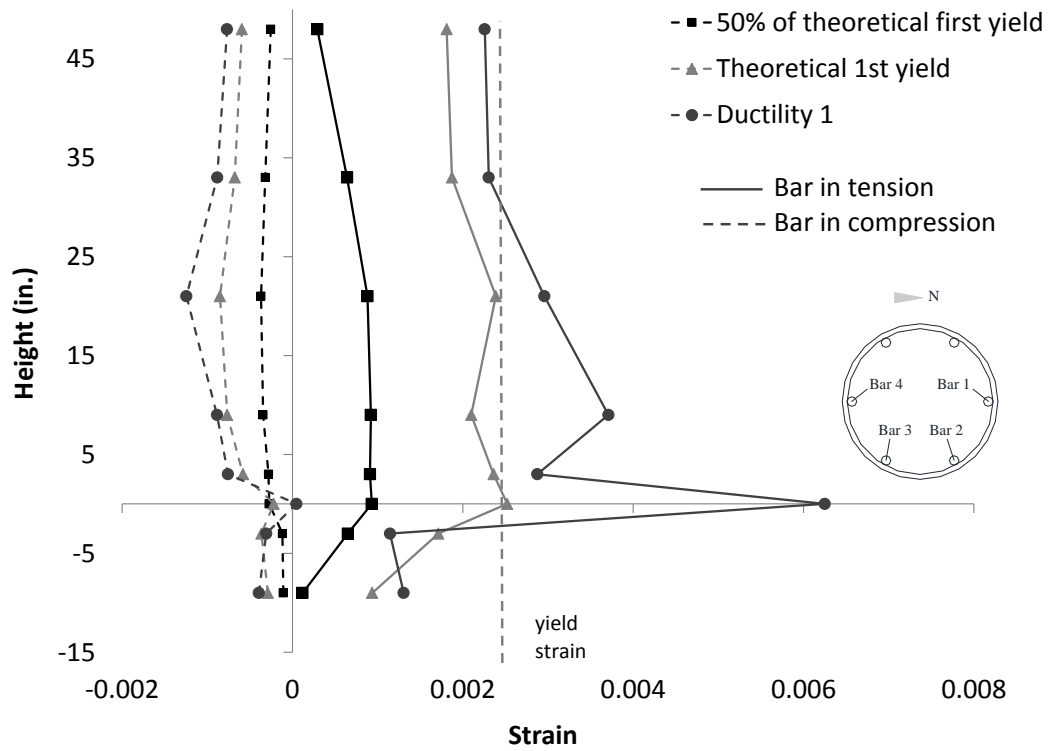 50% of theoretical first yield
Theoretical 1st yield
Ductility 1
Bar in tension
Bar in compression
45
35
25
15
5
-5
-15
Height (in.)
N
Bar 4
Bar 1
Bar 3
Bar 2
yield
strain
-0.002
0
0.002
0.004
0.006
0.008
Strain